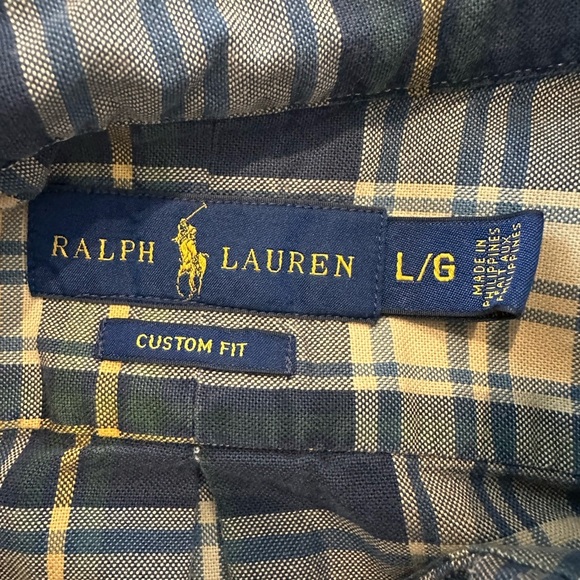 RALPH LAUREN
L/G
MADE IN
PHILIPPINES
FAIT AUX
PHILIPPINES
CUSTOM FIT